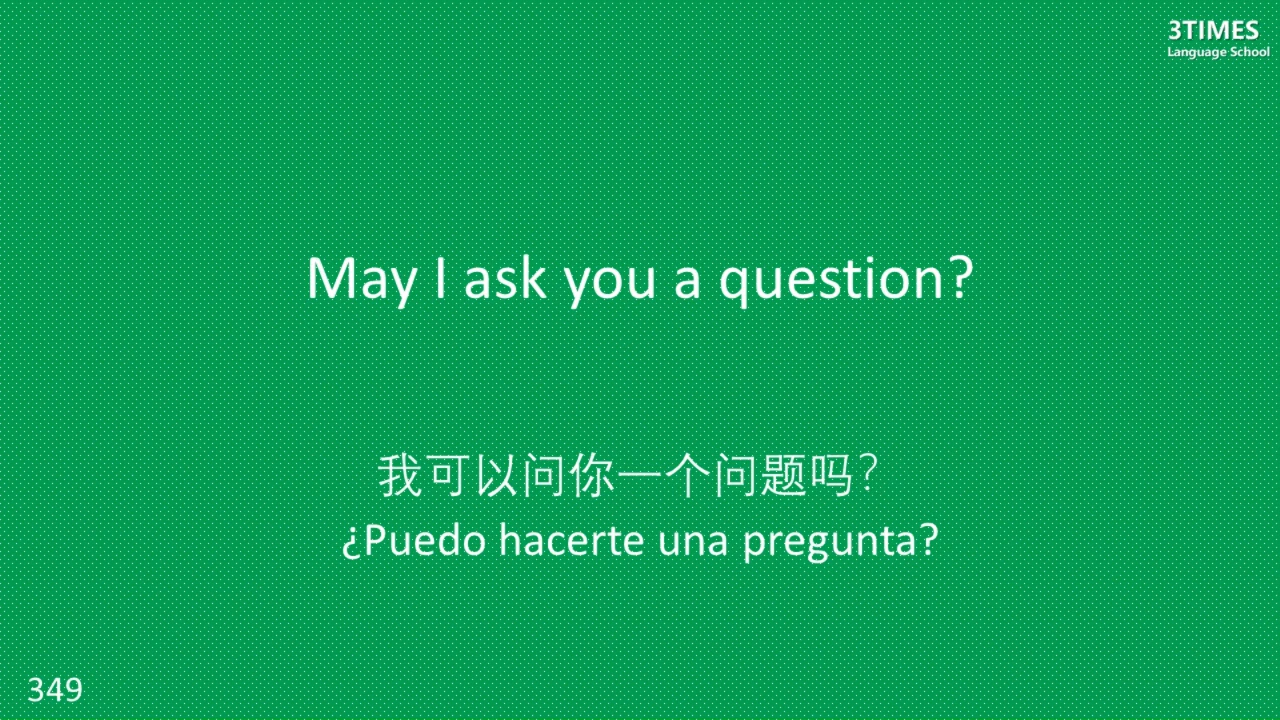 3TIMES
Language School
May I ask you a question?
我可以问你一个问题吗？
¿Puedo hacerte una pregunta?
349